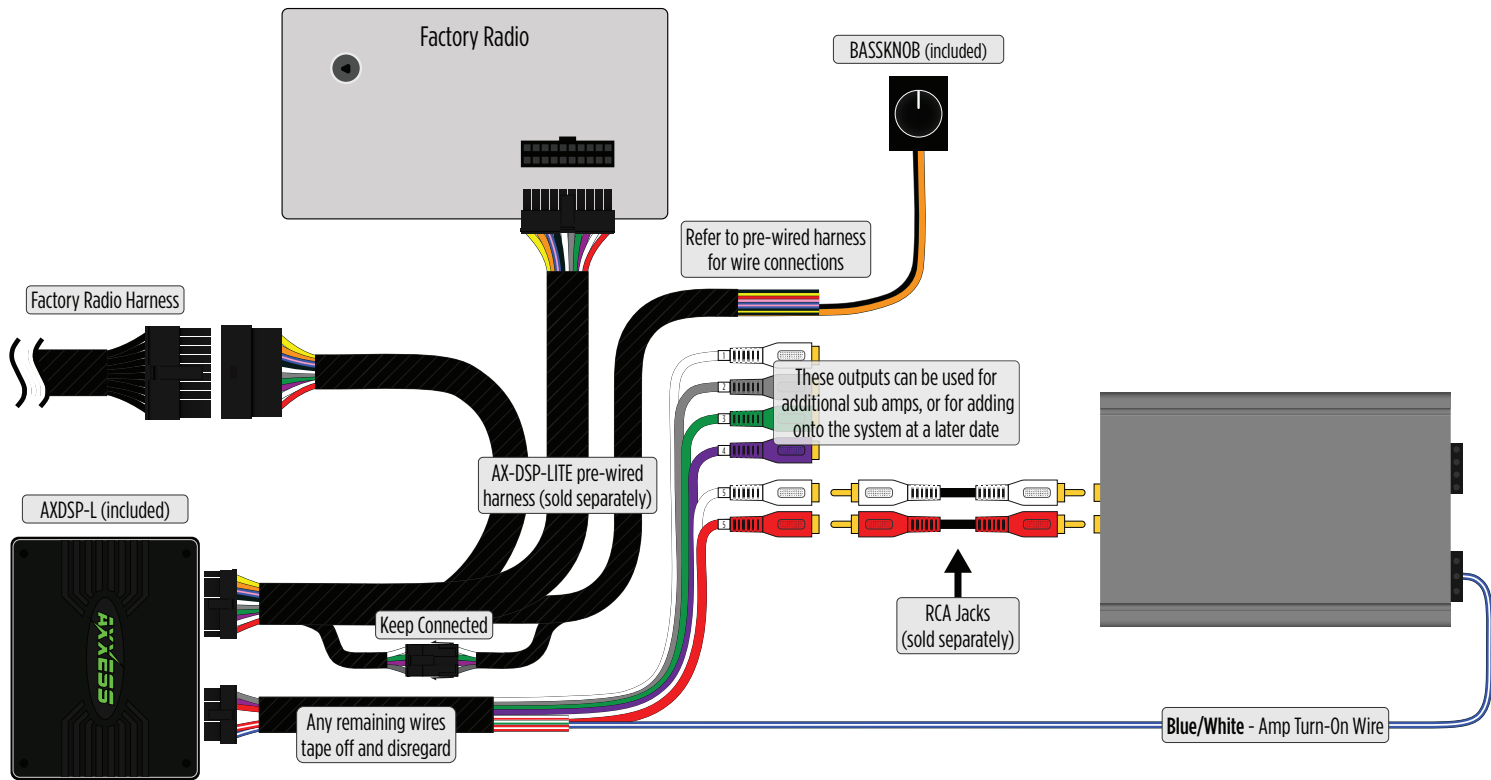 Factory Radio
BASSKNOB (included)
Refer to pre-wired harness
for wire connections
Factory Radio Harness
1
2
3
4
5
5
These outputs can be used for
additional sub amps, or for adding
onto the system at a later date
AX-DSP-LITE pre-wired
harness (sold separately)
AXDSP-L (included)
AXXESS
Keep Connected
RCA Jacks
(sold separately)
Any remaining wires
tape off and disregard
Blue/White - Amp Turn-On Wire